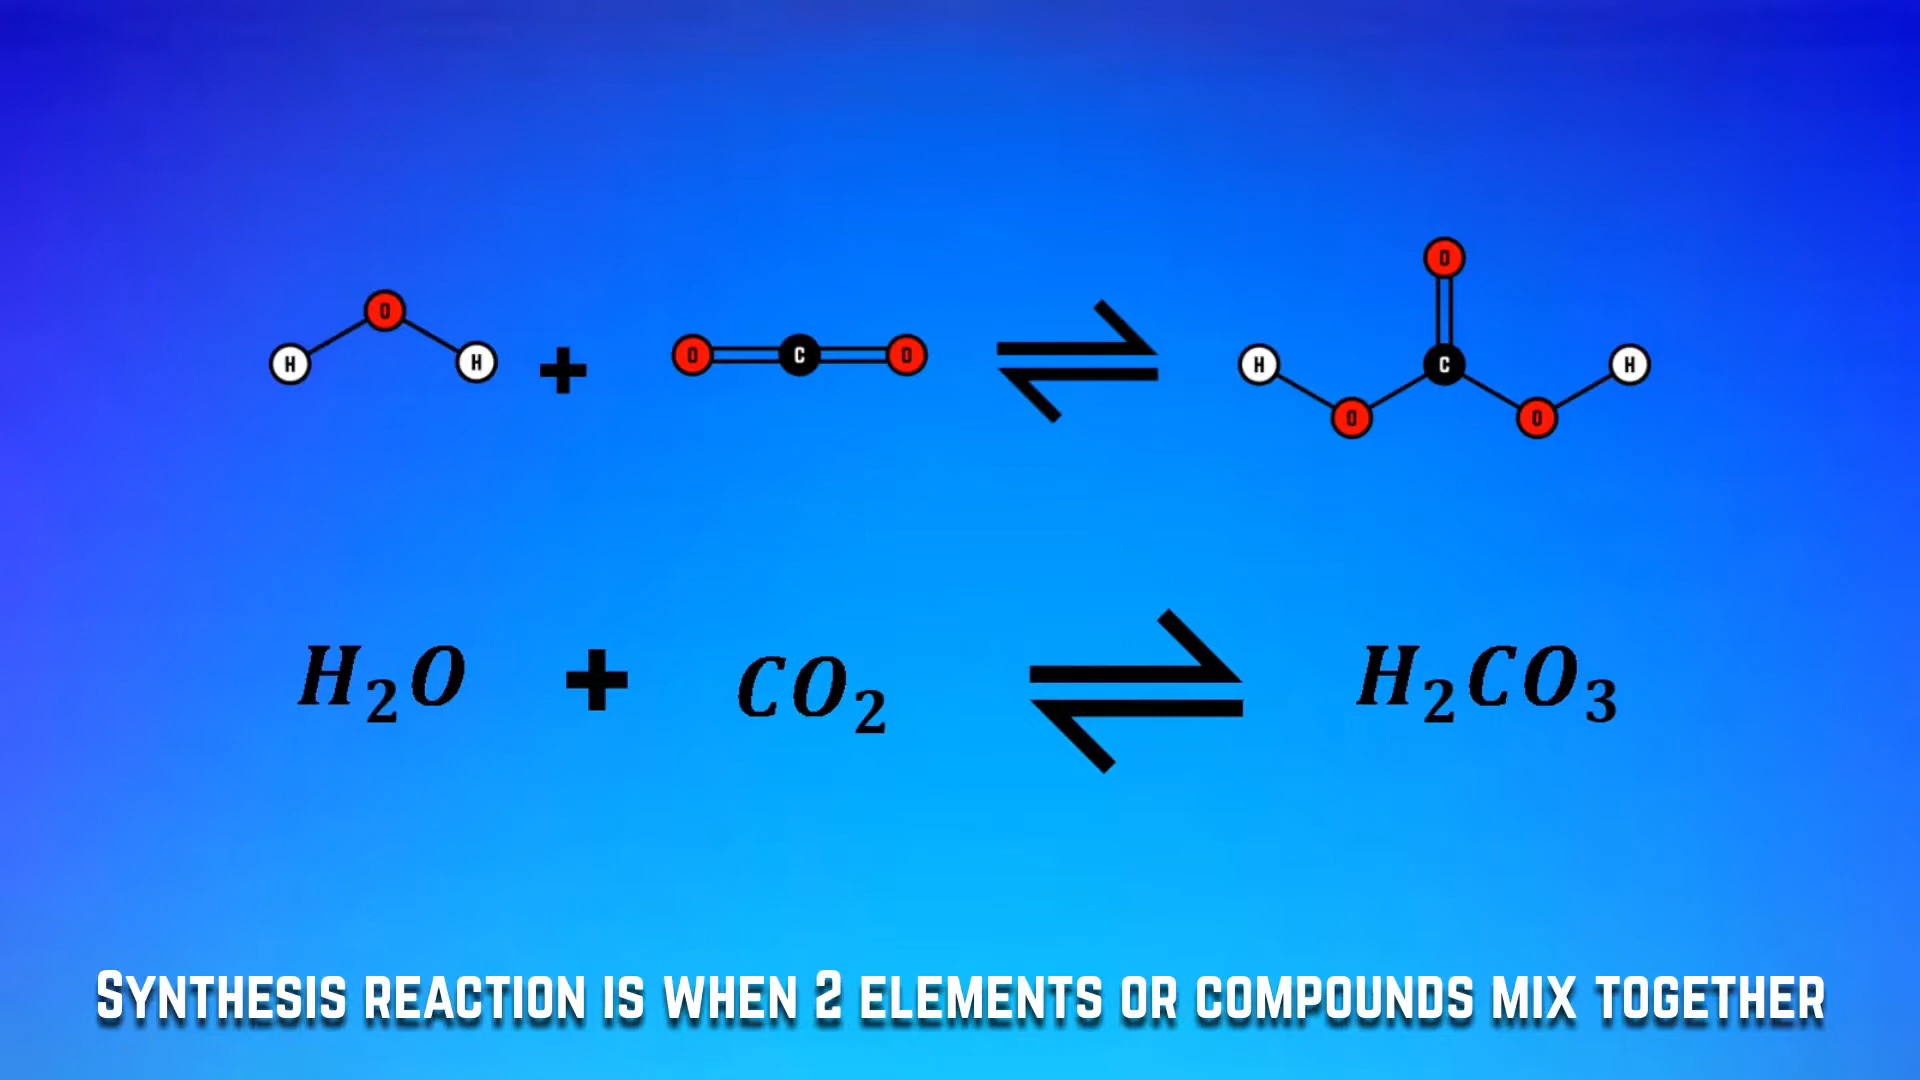 O
O
H H + O C O ⇌ H C H
O O
H₂O + CO₂ ⇌ H₂CO₃
Synthesis reaction is when 2 elements or compounds mix together